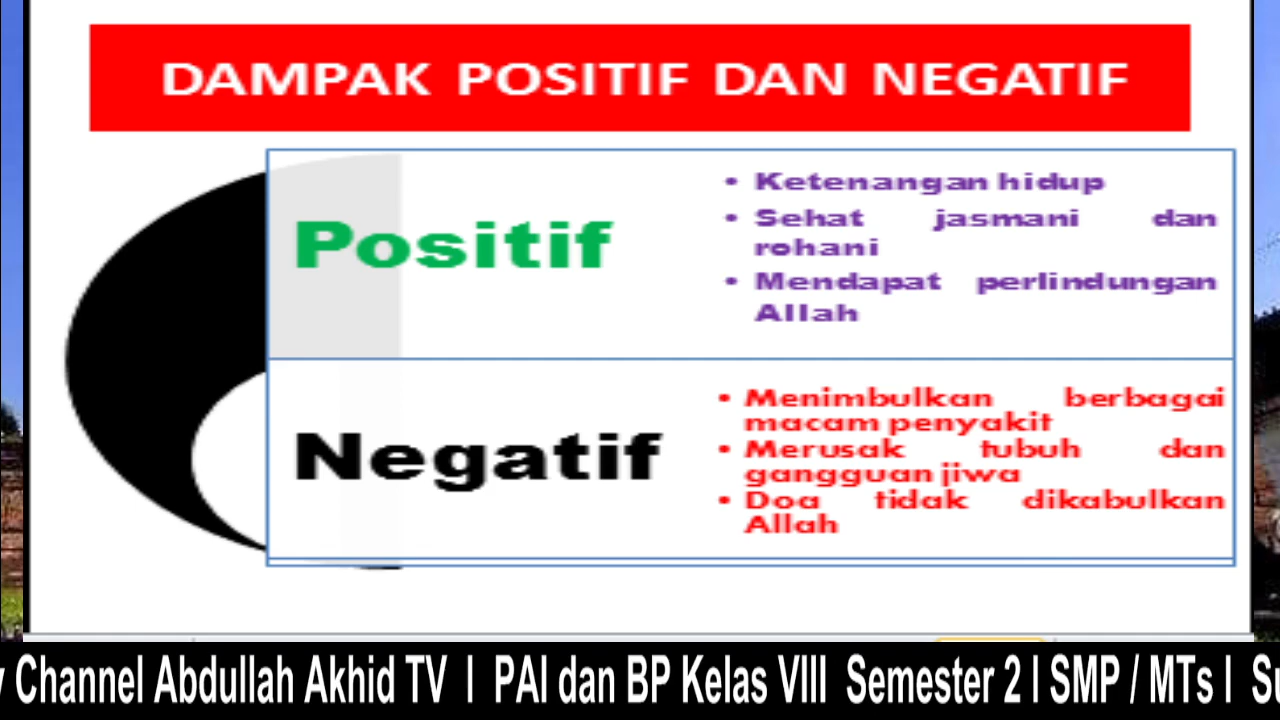 DAMPAK POSITIF DAN NEGATIF
Positif
• Ketenangan hidup
• Sehat jasmani dan
rohani
• Mendapat perlindungan
Allah
Negatif
• Menimbulkan berbagai
macam penyakit
• Merusak tubuh dan
gangguan jiwa
• Doa tidak dikabulkan
Allah
Channel Abdullah Akhid TV I PAI dan BP Kelas VIII Semester 2 I SMP / MTs I